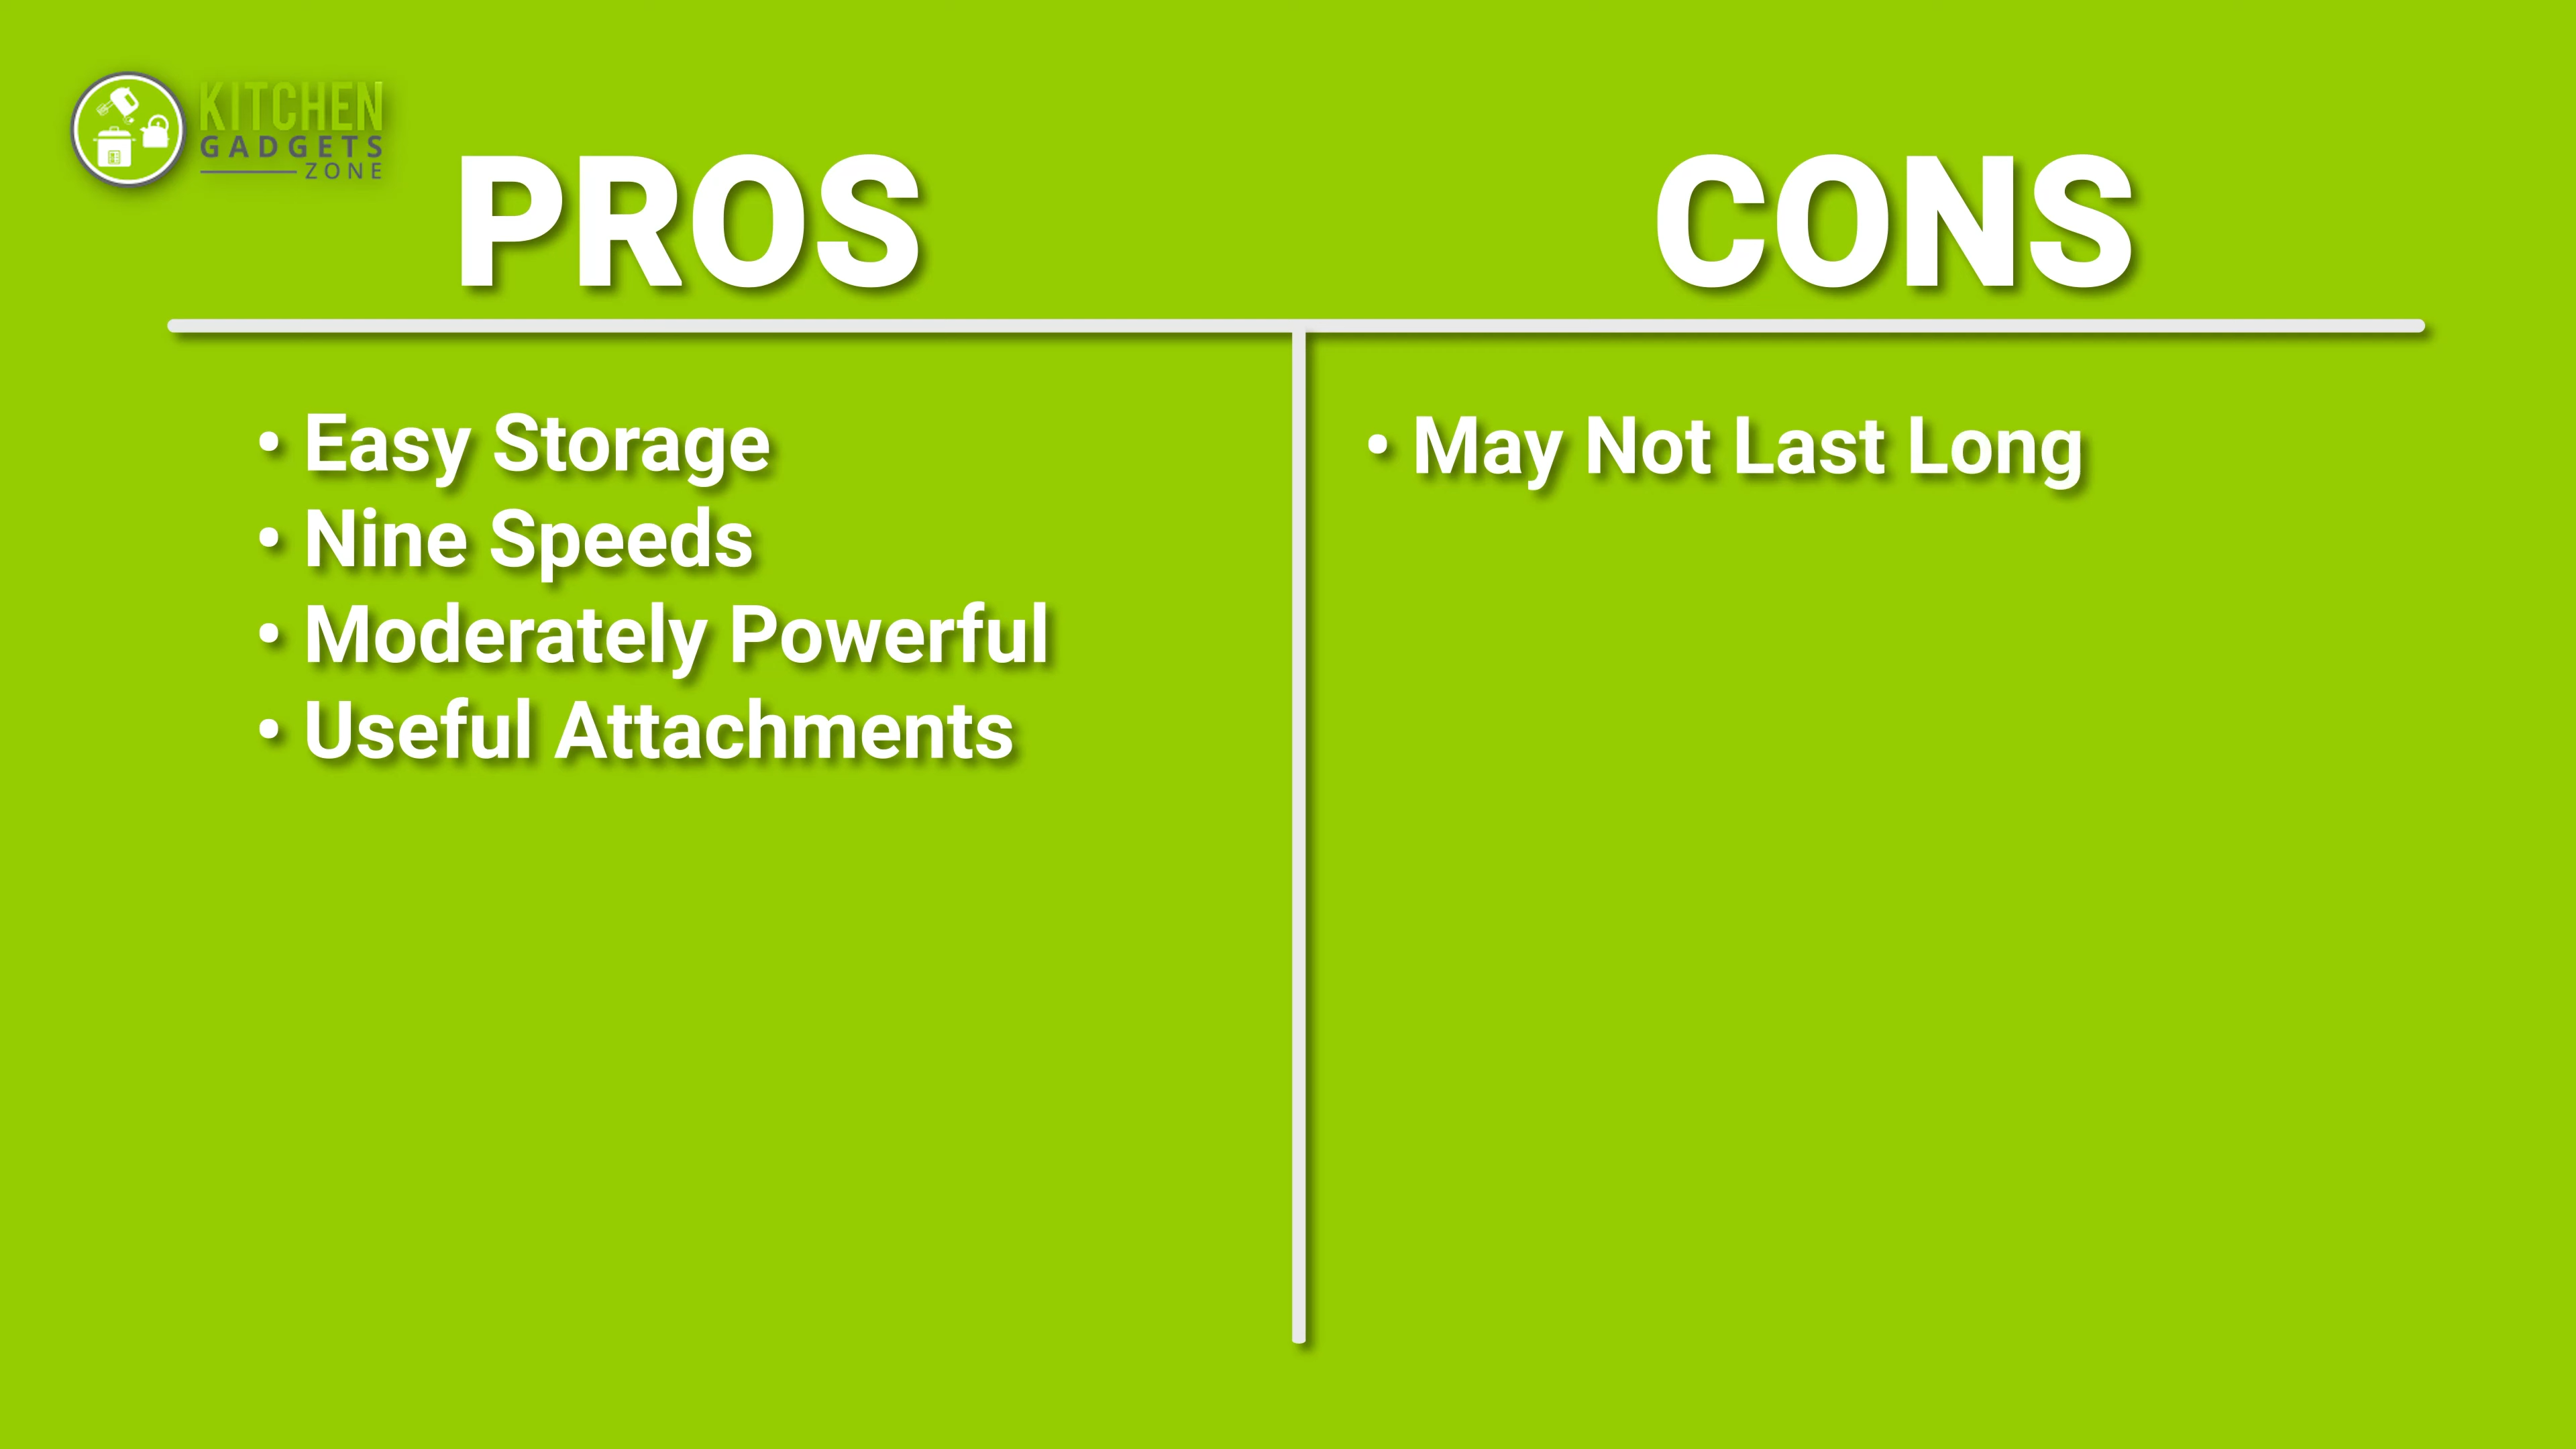 KITCHEN
GADGETS
ZONE
PROS
CONS
• Easy Storage
• Nine Speeds
• Moderately Powerful
• Useful Attachments
• May Not Last Long